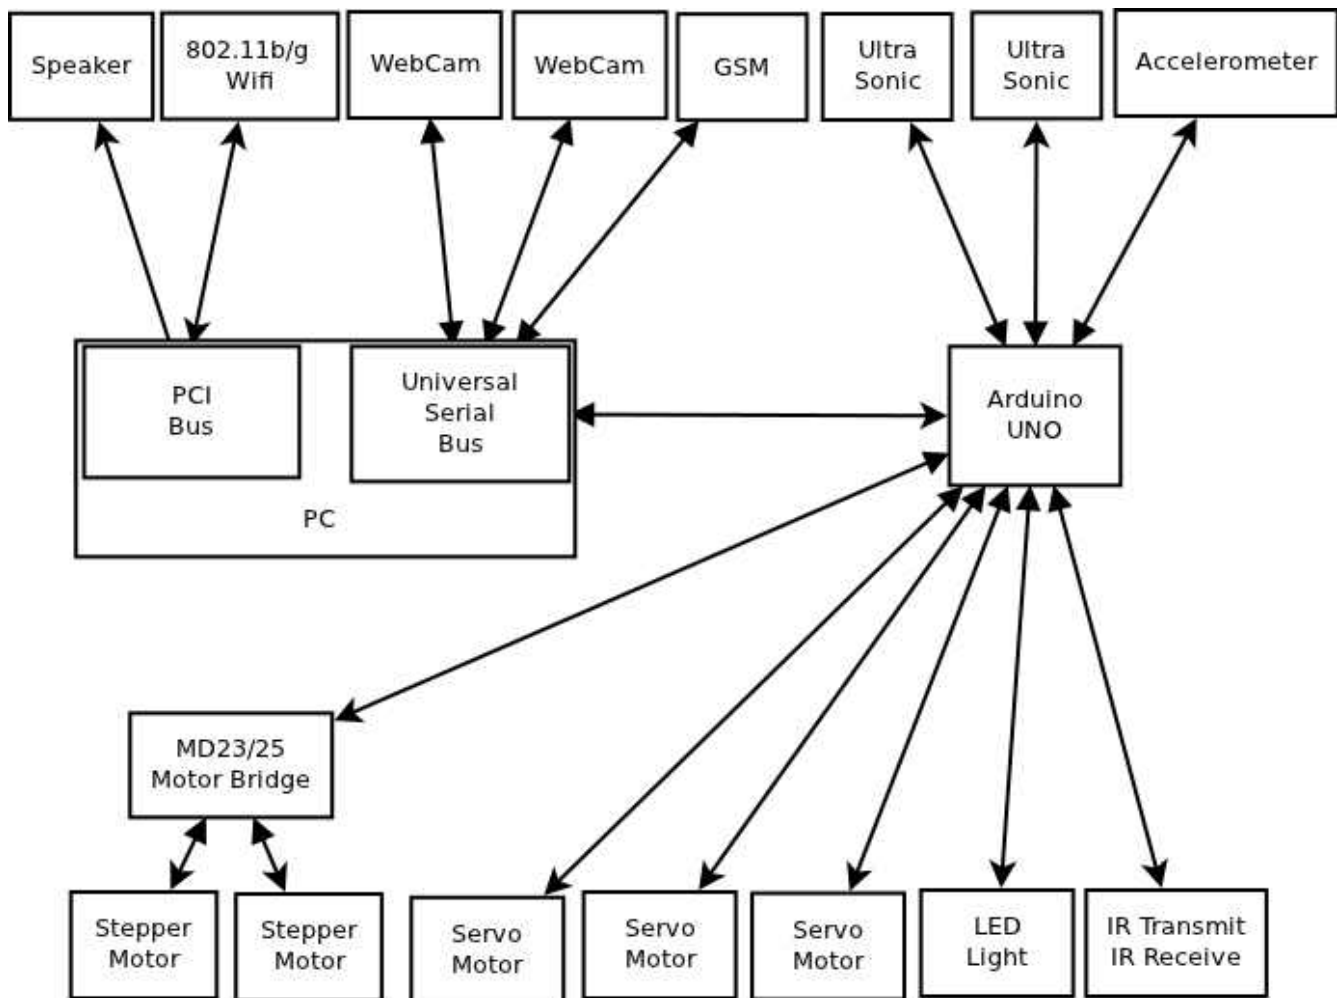 Speaker
802.11b/g
Wifi
WebCam
WebCam
GSM
Ultra
Sonic
Ultra
Sonic
Accelerometer
PCI
Bus
Universal
Serial
Bus
PC
Arduino
UNO
MD23/25
Motor Bridge
Stepper
Motor
Stepper
Motor
Servo
Motor
Servo
Motor
Servo
Motor
LED
Light
IR Transmit
IR Receive